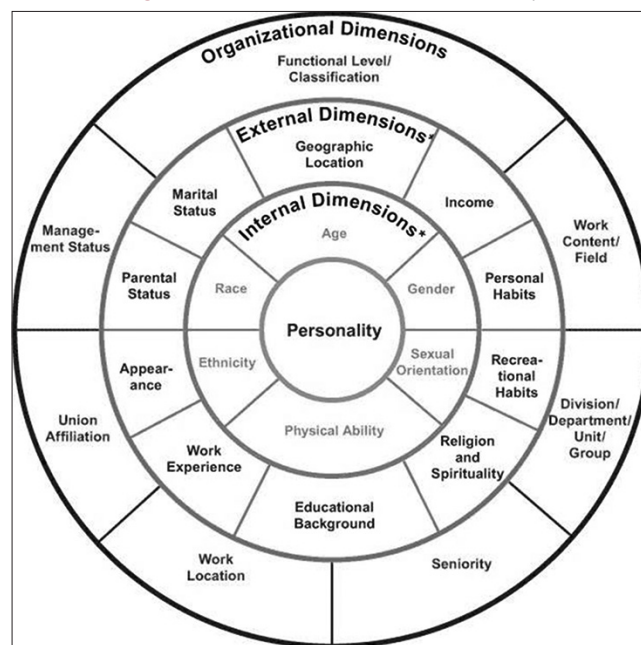 Organizational Dimensions
Functional Level/
Classification
External Dimensions*
Geographic
Location
Marital
Status
Income
Internal Dimensions*
Age
Manage-
ment Status
Work
Content/
Field
Parental
Status
Race
Gender
Personal
Habits
Personality
Appear-
ance
Ethnicity
Sexual
Orientation
Recrea-
tional
Habits
Union
Affiliation
Division/
Department/
Unit/
Group
Physical Ability
Work
Experience
Religion
and
Spirituality
Educational
Background
Work
Location
Seniority